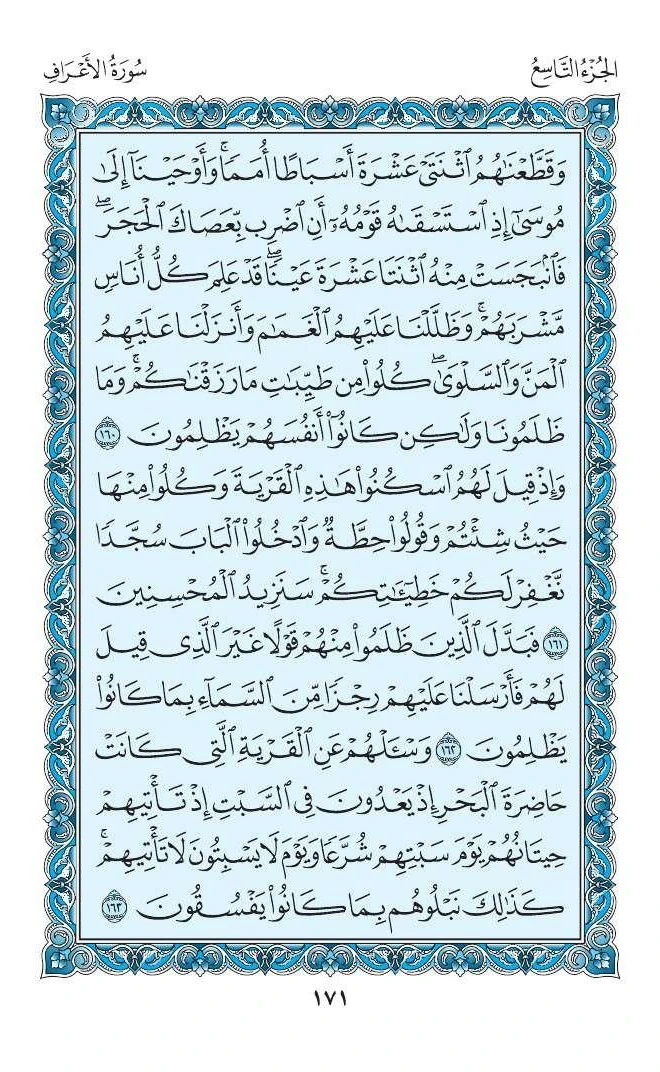 الجُزْءُ التَّاسِعُ
سُورَةُ الأَعْرَافِ
وَقَطَّعْنَٰهُمُ ٱثْنَتَىْ عَشْرَةَ أَسْبَاطًا أُمَمًا ۚ وَأَوْحَيْنَآ إِلَىٰ
مُوسَىٰٓ إِذِ ٱسْتَسْقَىٰهُ قَوْمُهُۥٓ أَنِ ٱضْرِب بِّعَصَاكَ ٱلْحَجَرَ ۖ
فَٱنۢبَجَسَتْ مِنْهُ ٱثْنَتَا عَشْرَةَ عَيْنًا ۖ قَدْ عَلِمَ كُلُّ أُنَاسٍ
مَّشْرَبَهُمْ ۚ وَظَلَّلْنَا عَلَيْهِمُ ٱلْغَمَٰمَ وَأَنزَلْنَا عَلَيْهِمُ
ٱلْمَنَّ وَٱلسَّلْوَىٰ ۖ كُلُوا۟ مِن طَيِّبَٰتِ مَا رَزَقْنَٰكُمْ ۚ وَمَا
ظَلَمُونَا وَلَٰكِن كَانُوٓا۟ أَنفُسَهُمْ يَظْلِمُونَ ١٦٠
وَإِذْ قِيلَ لَهُمُ ٱسْكُنُوا۟ هَٰذِهِ ٱلْقَرْيَةَ وَكُلُوا۟ مِنْهَا
حَيْثُ شِئْتُمْ وَقُولُوا۟ حِطَّةٌ وَٱدْخُلُوا۟ ٱلْبَابَ سُجَّدًا
نَّغْفِرْ لَكُمْ خَطِيٓـَٰٔتِكُمْ ۚ سَنَزِيدُ ٱلْمُحْسِنِينَ
١٦١ فَبَدَّلَ ٱلَّذِينَ ظَلَمُوا۟ مِنْهُمْ قَوْلًا غَيْرَ ٱلَّذِى قِيلَ
لَهُمْ فَأَرْسَلْنَا عَلَيْهِمْ رِجْزًا مِّنَ ٱلسَّمَآءِ بِمَا كَانُوا۟
يَظْلِمُونَ ١٦٢ وَسْـَٔلْهُمْ عَنِ ٱلْقَرْيَةِ ٱلَّتِى كَانَتْ
حَاضِرَةَ ٱلْبَحْرِ إِذْ يَعْدُونَ فِى ٱلسَّبْتِ إِذْ تَأْتِيهِمْ
حِيتَانُهُمْ يَوْمَ سَبْتِهِمْ شُرَّعًا وَيَوْمَ لَا يَسْبِتُونَ لَا تَأْتِيهِمْ ۚ
كَذَٰلِكَ نَبْلُوهُم بِمَا كَانُوا۟ يَفْسُقُونَ ١٦٣
١٧١